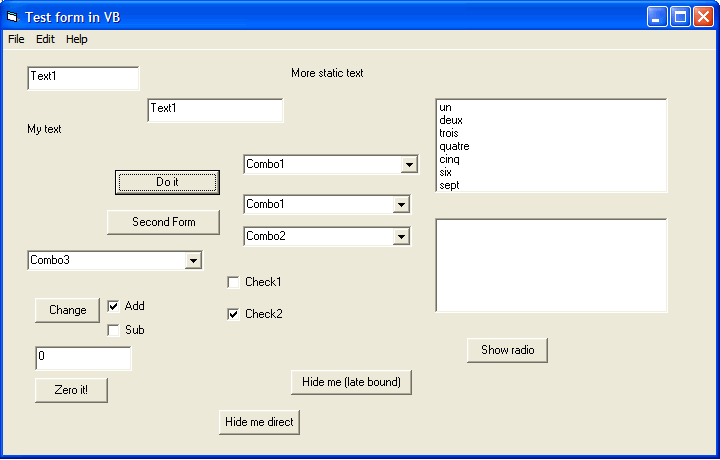 Test form in VB
File Edit Help
Text1
More static text
Text1
My text
un
deux
trois
quatre
cinq
six
sept
Combo1
Do it
Combo1
Second Form
Combo2
Combo3
Check1
Change
Add
Check2
Sub
0
Show radio
Zero it!
Hide me (late bound)
Hide me direct